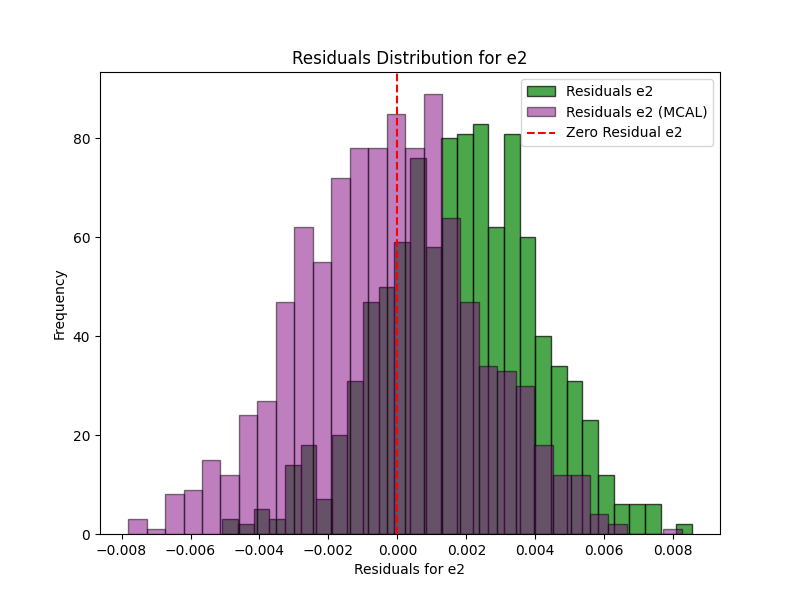 Residuals Distribution for e2
Residuals e2
Residuals e2 (MCAL)
Zero Residual e2
Frequency
80
60
40
20
0
−0.008 −0.006 −0.004 −0.002 0.000 0.002 0.004 0.006 0.008
Residuals for e2